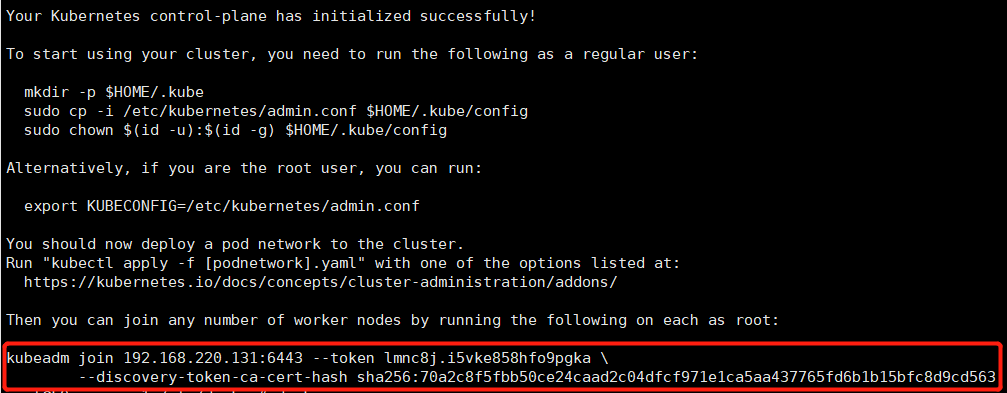 Your Kubernetes control-plane has initialized successfully!
To start using your cluster, you need to run the following as a regular user:
mkdir -p $HOME/.kube
sudo cp -i /etc/kubernetes/admin.conf $HOME/.kube/config
sudo chown $(id -u):$(id -g) $HOME/.kube/config
Alternatively, if you are the root user, you can run:
export KUBECONFIG=/etc/kubernetes/admin.conf
You should now deploy a pod network to the cluster.
Run "kubectl apply -f [podnetwork].yaml" with one of the options listed at:
https://kubernetes.io/docs/concepts/cluster-administration/addons/
Then you can join any number of worker nodes by running the following on each as root:
kubeadm join 192.168.220.131:6443 --token lmnc8j.i5vke858hfo9pgka \
--discovery-token-ca-cert-hash sha256:70a2c8f5fbb50ce24caad2c04dfcf971e1ca5aa437765fd6b1b15bfc8d9cd563